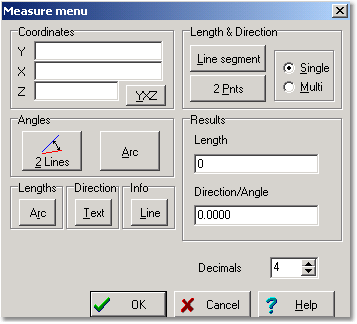 Measure menu
Coordinates
Y
X
Z
YXZ
Length & Direction
Line segment
2 Pnts
Single
Multi
Angles
2 Lines
Arc
Results
Length
0
Direction/Angle
0.0000
Lengths
Arc
Direction
Text
Info
Line
Decimals
4
OK
Cancel
Help